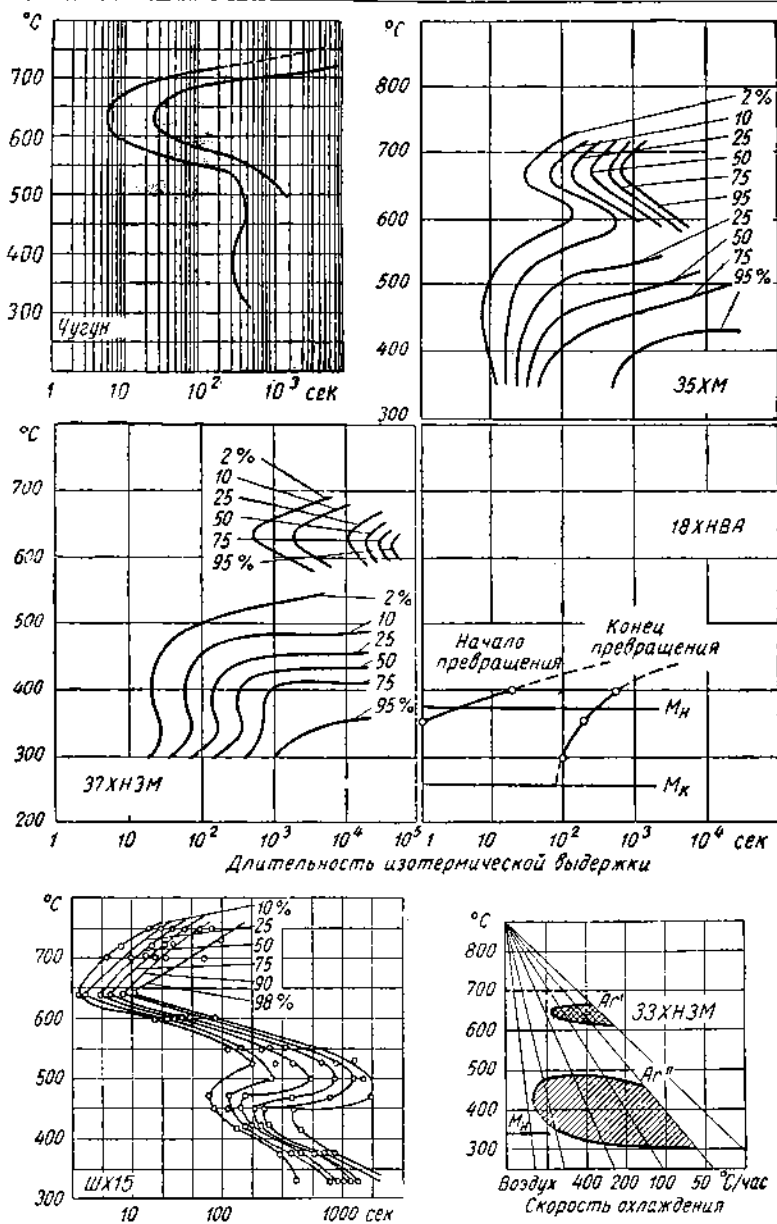 °C
700
600
500
400
300
Чугун
1
10
10²
10³ сек
°C
800
700
600
500
400
300
2%
10
25
50
75
95
25
50
75
95%
35ХМ
°C
700
600
500
400
300
200
2%
10
25
50
75
95%
2%
10
25
50
75
95%
37ХН3М
1
10
10²
10³
10⁴
10⁵
18ХНВА
Начало
превращения
Конец
превращения
Mн
Mк
1
10
10²
10³
10⁴ сек
Длительность изотермической выдержки
°C
700
600
500
400
300
10%
25
50
75
90
98%
ШХ15
10
100
1000 сек
°C
800
700
600
500
400
300
Ar'
33ХН3М
Ar"
Mн
Воздух 400 200 100 50 °C/час
Скорость охлаждения